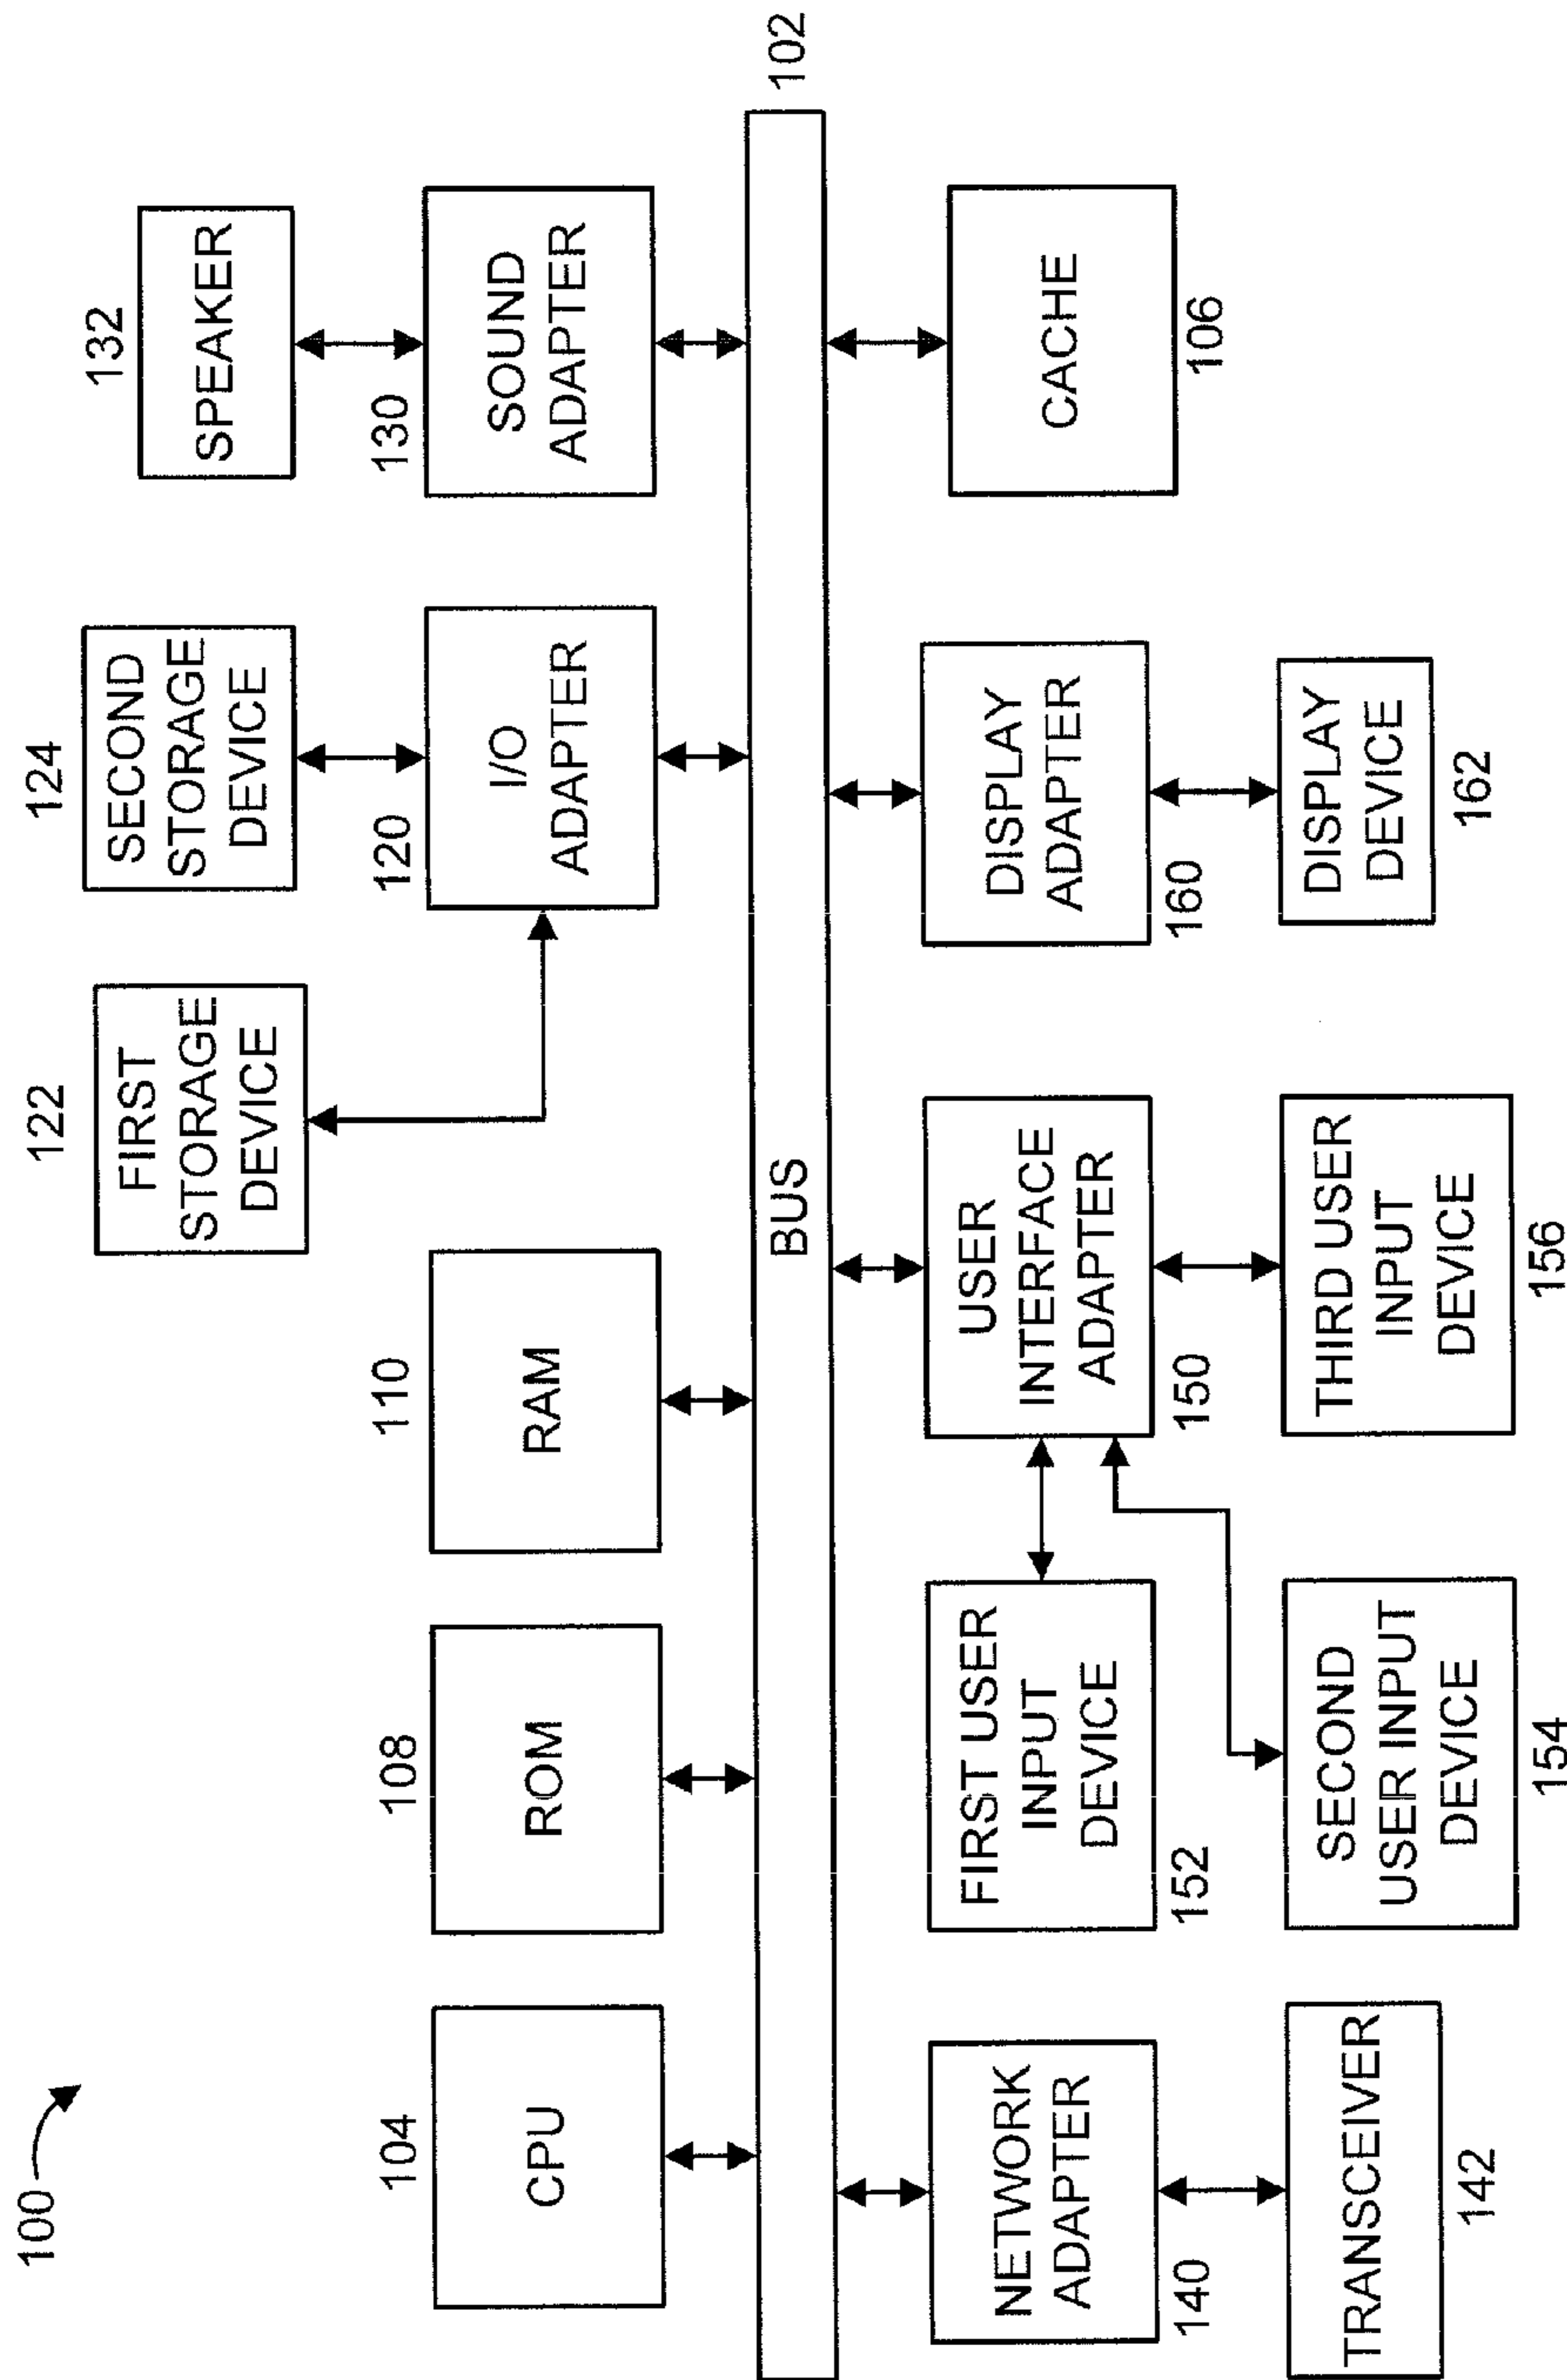 100
122
FIRST
STORAGE
DEVICE
124
SECOND
STORAGE
DEVICE
132
SPEAKER
104
CPU
108
ROM
110
RAM
120
I/O
ADAPTER
130
SOUND
ADAPTER
BUS
102
NETWORK
ADAPTER
140
TRANSCEIVER
142
FIRST USER
INPUT
DEVICE
152
SECOND
USER INPUT
DEVICE
154
USER
INTERFACE
ADAPTER
150
THIRD USER
INPUT
DEVICE
156
DISPLAY
ADAPTER
160
DISPLAY
DEVICE
162
CACHE
106